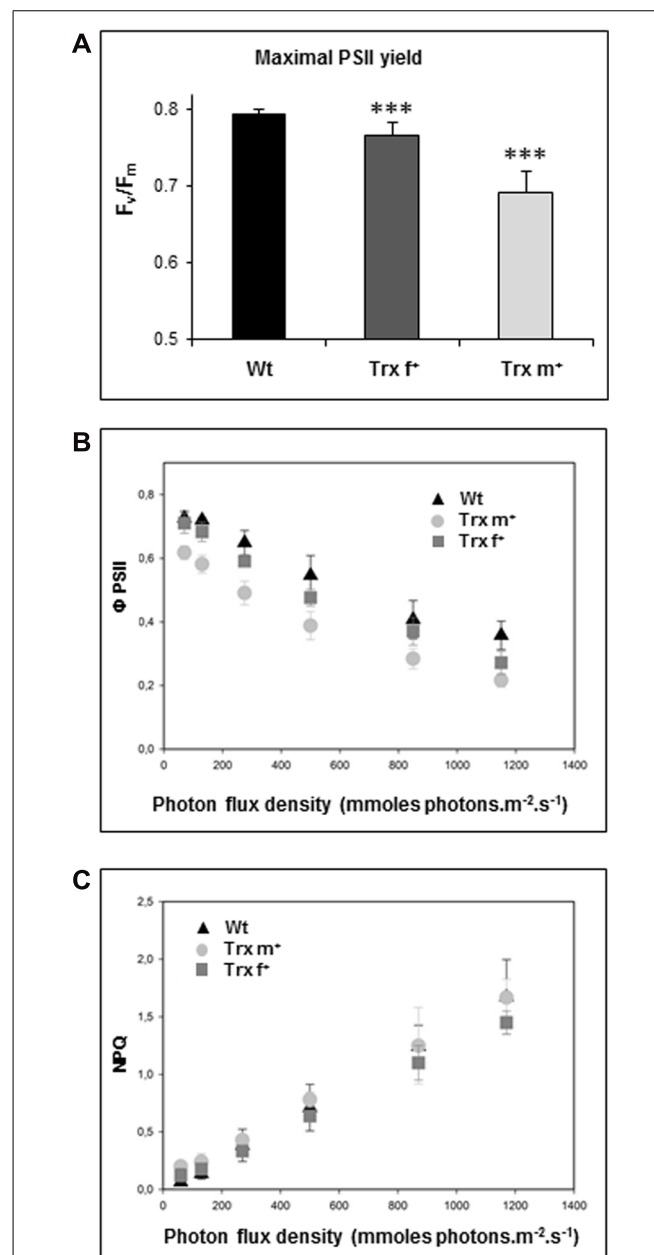 A
Maximal PSII yield
0.8
0.7
0.6
0.5
Fv/Fm
***
***
Wt Trx f⁺ Trx m⁺
B
0,8
0,6
0,4
0,2
0,0
Φ PSII
Wt
Trx m⁺
Trx f⁺
0 200 400 600 800 1000 1200 1400
Photon flux density (mmoles photons.m⁻².s⁻¹)
C
2,5
2,0
1,5
1,0
0,5
0,0
NPQ
Wt
Trx m⁺
Trx f⁺
0 200 400 600 800 1000 1200 1400
Photon flux density (mmoles photons.m⁻².s⁻¹)